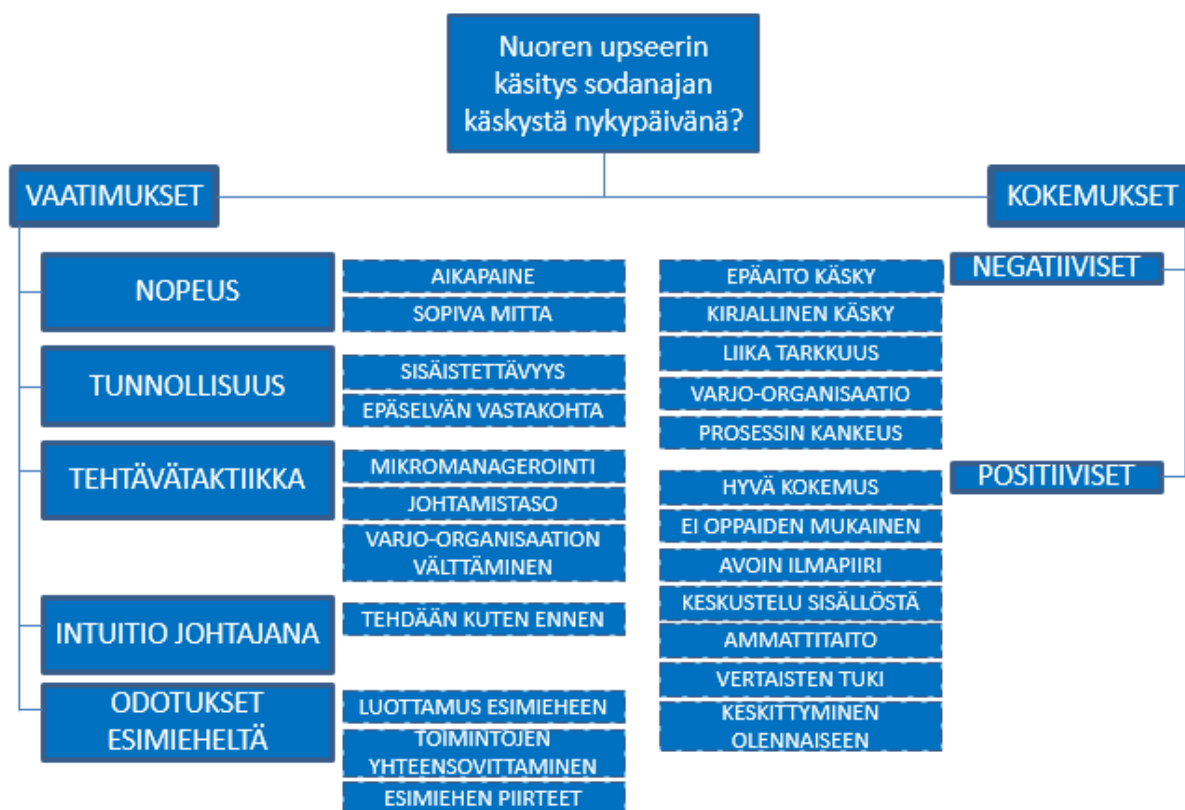 Nuoren upseerin
käsitys sodanajan
käskystä nykypäivänä?
VAATIMUKSET
NOPEUS
AIKAPAINE
SOPIVA MITTA
TUNNOLLISUUS
SISÄISTETTÄVYYS
EPÄSELVÄN VASTAKOHTA
TEHTÄVÄTAKTIIKKA
MIKROMANAGEROINTI
JOHTAMISTASO
VARJO-ORGANISAATION
VÄLTTÄMINEN
INTUITIO JOHTAJANA
TEHDÄÄN KUTEN ENNEN
ODOTUKSET
ESIMIEHELTÄ
LUOTTAMUS ESIMIEHEEN
TOIMINTOJEN
YHTEENSOVITTAMINEN
ESIMIEHEN PIIRTEET
KOKEMUKSET
NEGATIIVISET
EPÄAITO KÄSKY
KIRJALLINEN KÄSKY
LIIKA TARKKUUS
VARJO-ORGANISAATIO
PROSESSIN KANKEUS
POSITIIVISET
HYVÄ KOKEMUS
EI OPPAIDEN MUKAINEN
AVOIN ILMAPIIRI
KESKUSTELU SISÄLLÖSTÄ
AMMATTITAITO
VERTAISTEN TUKI
KESKITTYMINEN
OLENNAISEEN